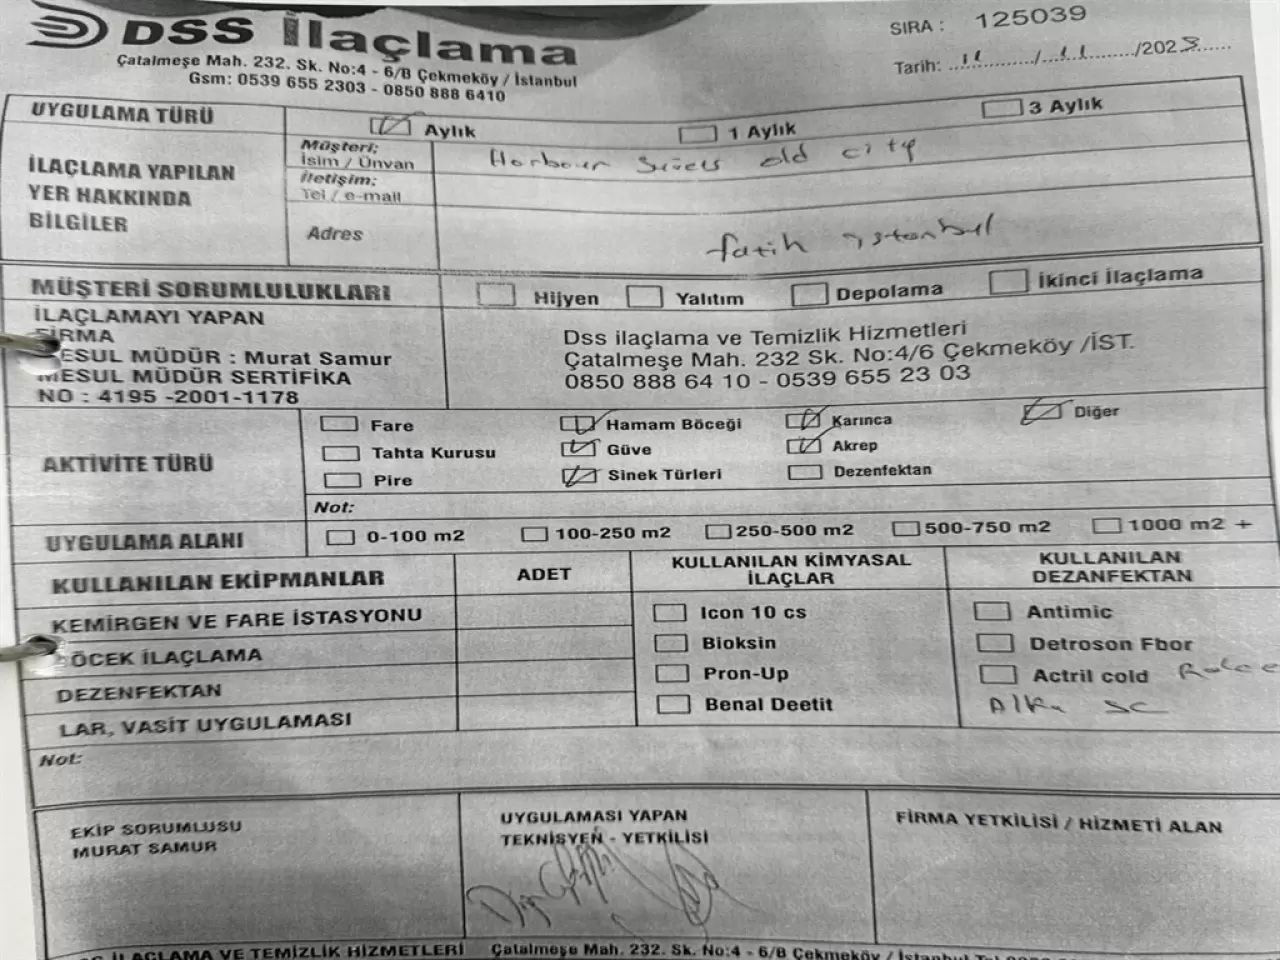 DSS İlaçlama
Çatalmeşe Mah. 232. Sk. No:4 - 6/B Çekmeköy / İstanbul
Gsm: 0539 655 2303 - 0850 888 6410
SIRA : 125039
Tarih: 11/11/2023
UYGULAMA TÜRÜ
Aylık
1 Aylık
3 Aylık
İLAÇLAMA YAPILAN
YER HAKKINDA
BİLGİLER
Müşteri:
İsim / Ünvan
Harbour Suites old city
İletişim:
Tel / e-mail
Adres
fatih istanbul
MÜŞTERİ SORUMLULUKLARI
Hijyen
Yalıtım
Depolama
İkinci İlaçlama
İLAÇLAMAYI YAPAN
FİRMA
MESUL MÜDÜR : Murat Samur
MESUL MÜDÜR SERTİFİKA
NO : 4195 -2001-1178
Dss ilaçlama ve Temizlik Hizmetleri
Çatalmeşe Mah. 232 Sk. No:4/6 Çekmeköy /İST.
0850 888 64 10 - 0539 655 23 03
AKTİVİTE TÜRÜ
Fare
Hamam Böceği
Karınca
Diğer
Tahta Kurusu
Güve
Akrep
Pire
Sinek Türleri
Dezenfektan
Not:
UYGULAMA ALANI
0-100 m2
100-250 m2
250-500 m2
500-750 m2
1000 m2 +
KULLANILAN EKİPMANLAR
ADET
KULLANILAN KİMYASAL
İLAÇLAR
KULLANILAN
DEZANFEKTAN
KEMİRGEN VE FARE İSTASYONU
Icon 10 cs
Antimic
BÖCEK İLAÇLAMA
Bioksin
Detroson Fbor
DEZENFEKTAN
Pron-Up
Actril cold
LAR, VASİT UYGULAMASI
Benal Deetit
Alka SC
Not:
EKİP SORUMLUSU
MURAT SAMUR
UYGULAMASI YAPAN
TEKNİSYEN - YETKİLİSİ
FİRMA YETKİLİSİ / HİZMETİ ALAN
İLAÇLAMA VE TEMİZLİK HİZMETLERİ Çatalmeşe Mah. 232. Sk. No:4 - 6/B Çekmeköy / İstanbul